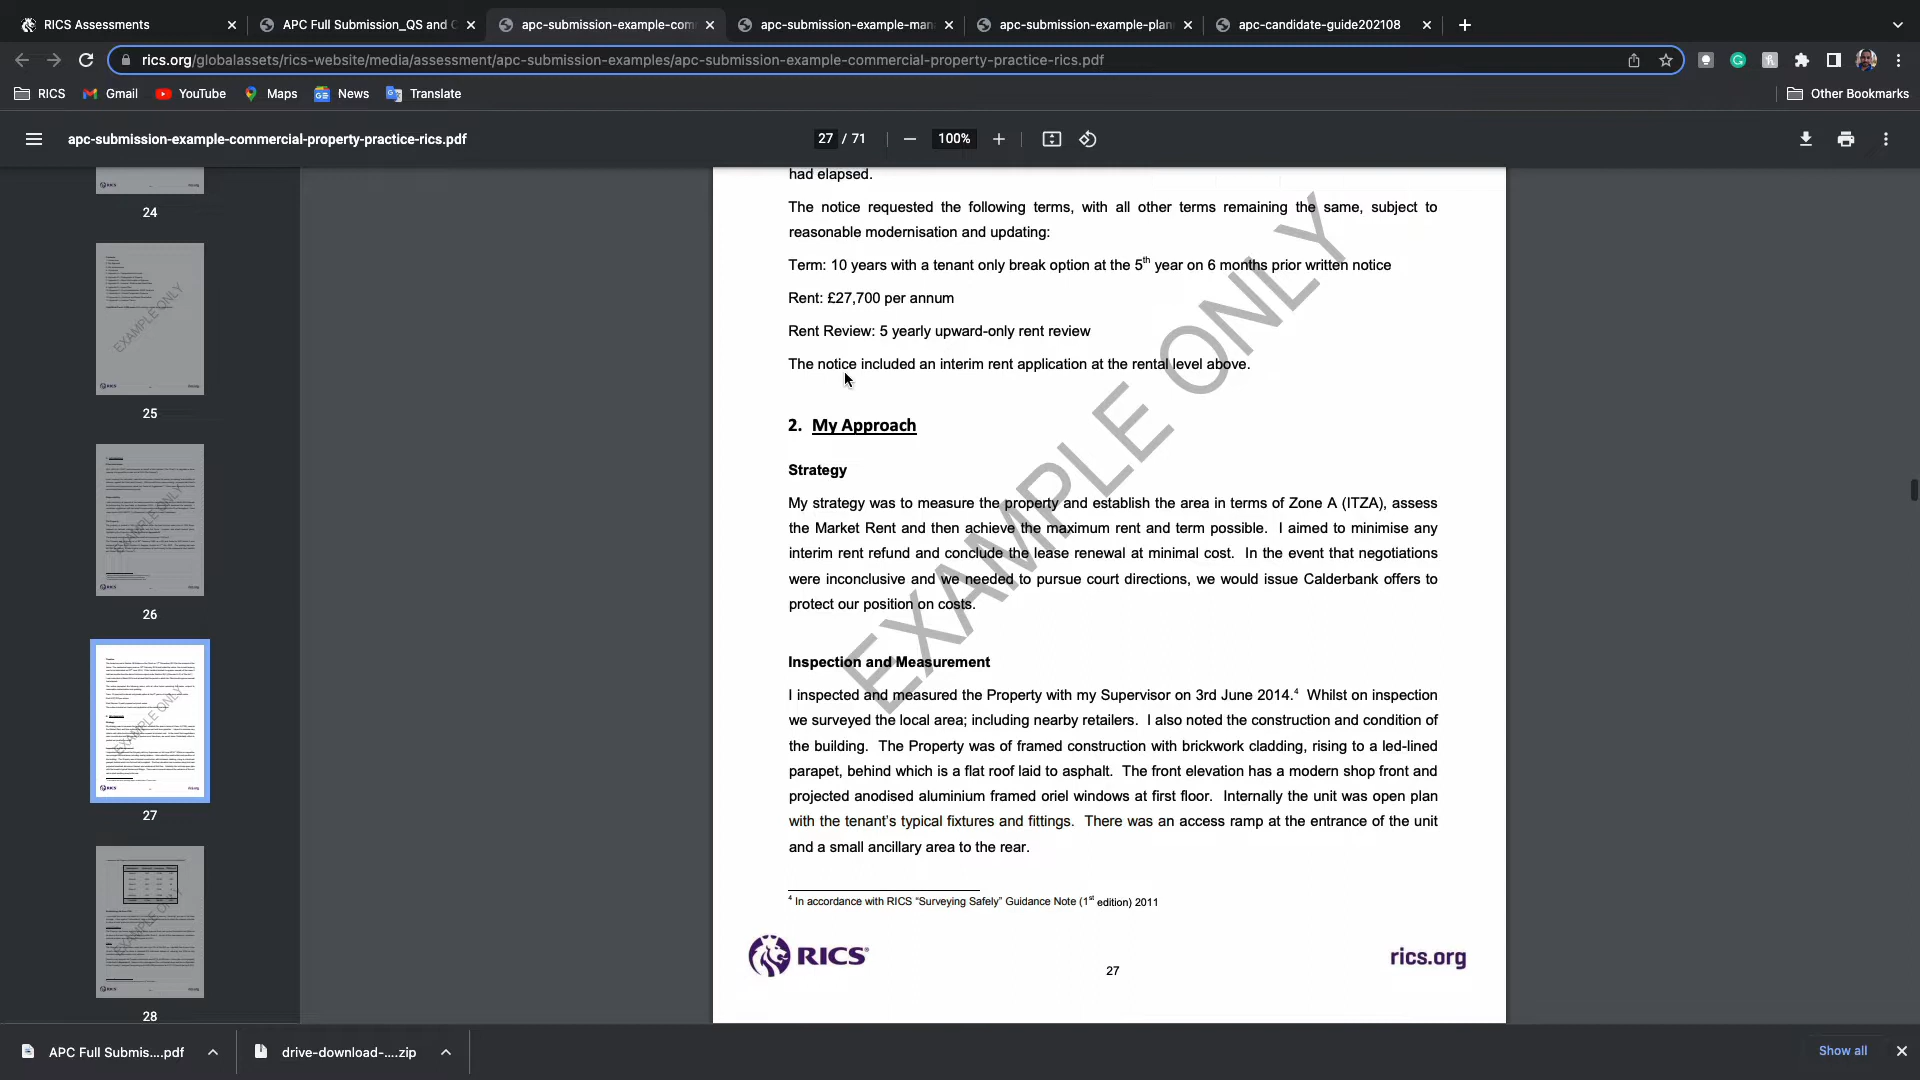 RICS Assessments
APC Full Submission_QS and C
apc-submission-example-com
apc-submission-example-man
apc-submission-example-plan
apc-candidate-guide202108
rics.org/globalassets/rics-website/media/assessment/apc-submission-examples/apc-submission-example-commercial-property-practice-rics.pdf
RICS
Gmail
YouTube
Maps
News
Translate
Other Bookmarks
apc-submission-example-commercial-property-practice-rics.pdf
27 / 71
100%
24
25
26
27
28
had elapsed.
The notice requested the following terms, with all other terms remaining the same, subject to
reasonable modernisation and updating:
Term: 10 years with a tenant only break option at the 5th year on 6 months prior written notice
Rent: £27,700 per annum
Rent Review: 5 yearly upward-only rent review
The notice included an interim rent application at the rental level above.
2. My Approach
Strategy
My strategy was to measure the property and establish the area in terms of Zone A (ITZA), assess
the Market Rent and then achieve the maximum rent and term possible. I aimed to minimise any
interim rent refund and conclude the lease renewal at minimal cost. In the event that negotiations
were inconclusive and we needed to pursue court directions, we would issue Calderbank offers to
protect our position on costs.
Inspection and Measurement
I inspected and measured the Property with my Supervisor on 3rd June 2014.4 Whilst on inspection
we surveyed the local area; including nearby retailers. I also noted the construction and condition of
the building. The Property was of framed construction with brickwork cladding, rising to a led-lined
parapet, behind which is a flat roof laid to asphalt. The front elevation has a modern shop front and
projected anodised aluminium framed oriel windows at first floor. Internally the unit was open plan
with the tenant's typical fixtures and fittings. There was an access ramp at the entrance of the unit
and a small ancillary area to the rear.
4 In accordance with RICS "Surveying Safely" Guidance Note (1st edition) 2011
RICS
27
rics.org
EXAMPLE ONLY
APC Full Submis....pdf
drive-download-....zip
Show all